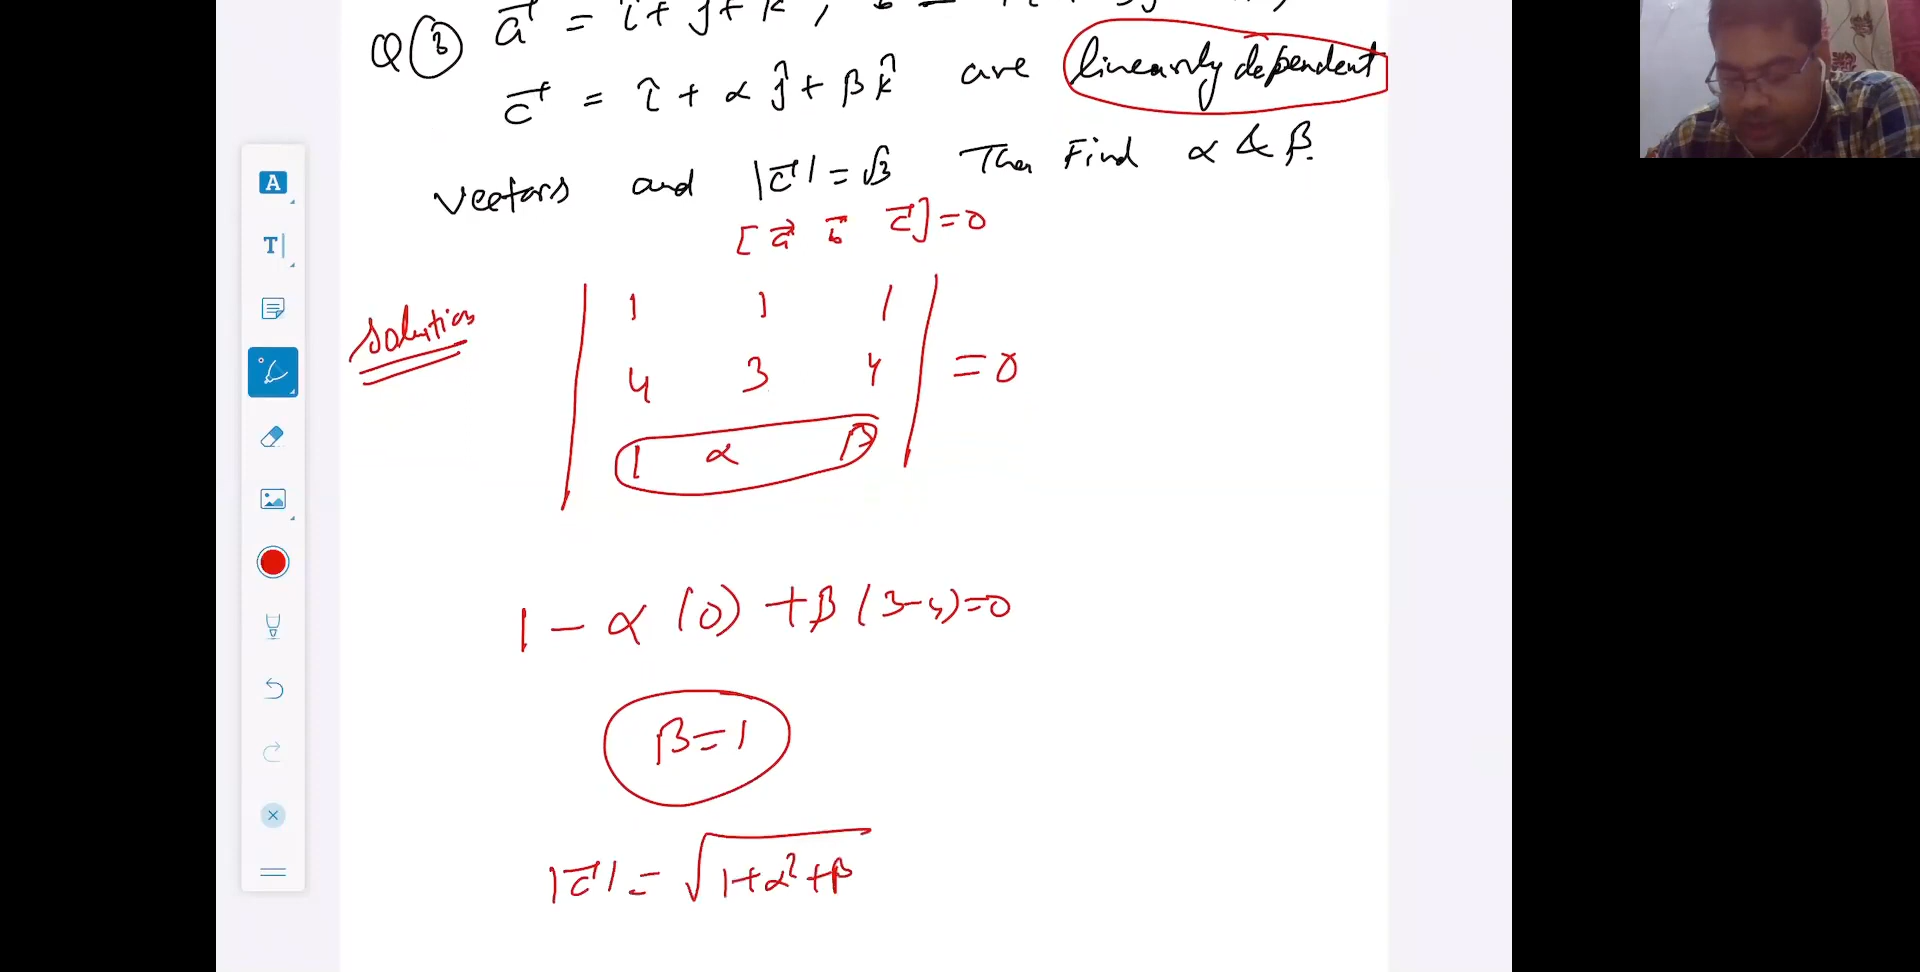 Q ③ a⃗ = î + ĵ + k̂ ,
c⃗ = î + α ĵ + β k̂ are linearly dependent
vectors and |c⃗| = √3 Then Find α & β.
[a⃗ b⃗ c⃗] = 0
Solution
1 1 1
4 3 4 = 0
1 α β
1 − α (0) + β (3−4) = 0
β = 1
|c⃗| = √1+α²+β
A
T